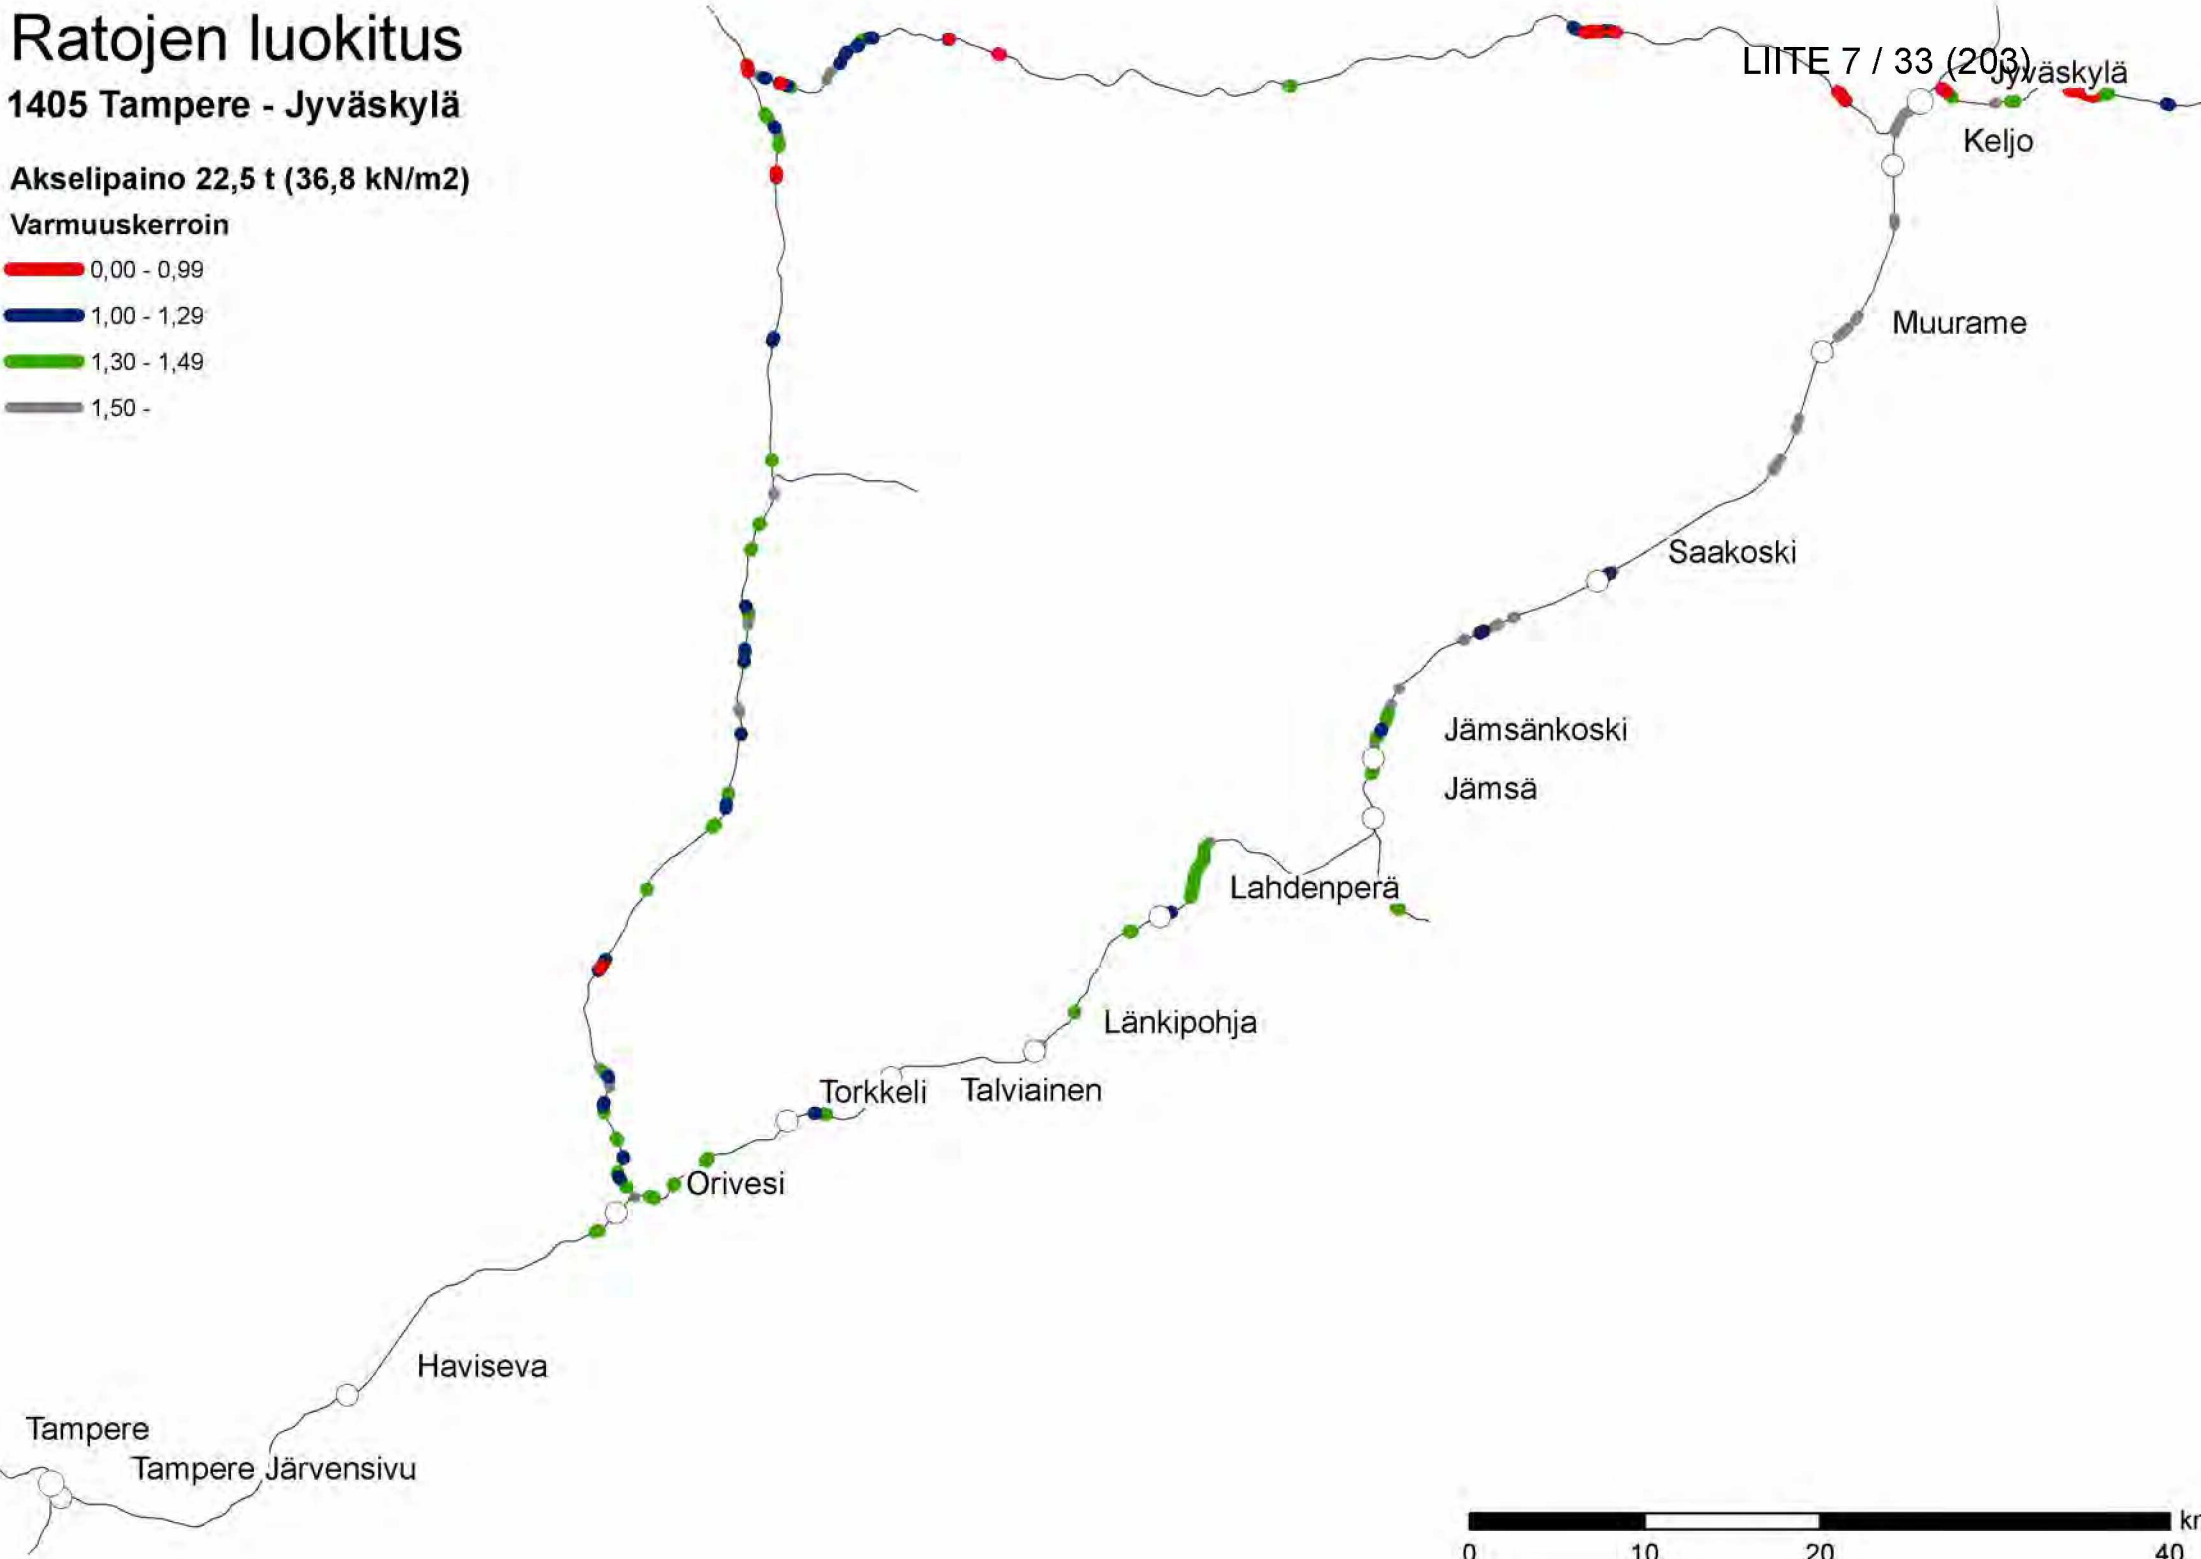 Ratojen luokitus
1405 Tampere - Jyväskylä
Akselipaino 22,5 t (36,8 kN/m2)
Varmuuskerroin
0,00 - 0,99
1,00 - 1,29
1,30 - 1,49
1,50 -
LIITE 7 / 33 (203)
Jyväskylä
Keljo
Muurame
Saakoski
Jämsänkoski
Jämsä
Lahdenperä
Länkipohja
Torkkeli
Talviainen
Orivesi
Haviseva
Tampere
Tampere Järvensivu
0 10 20 40